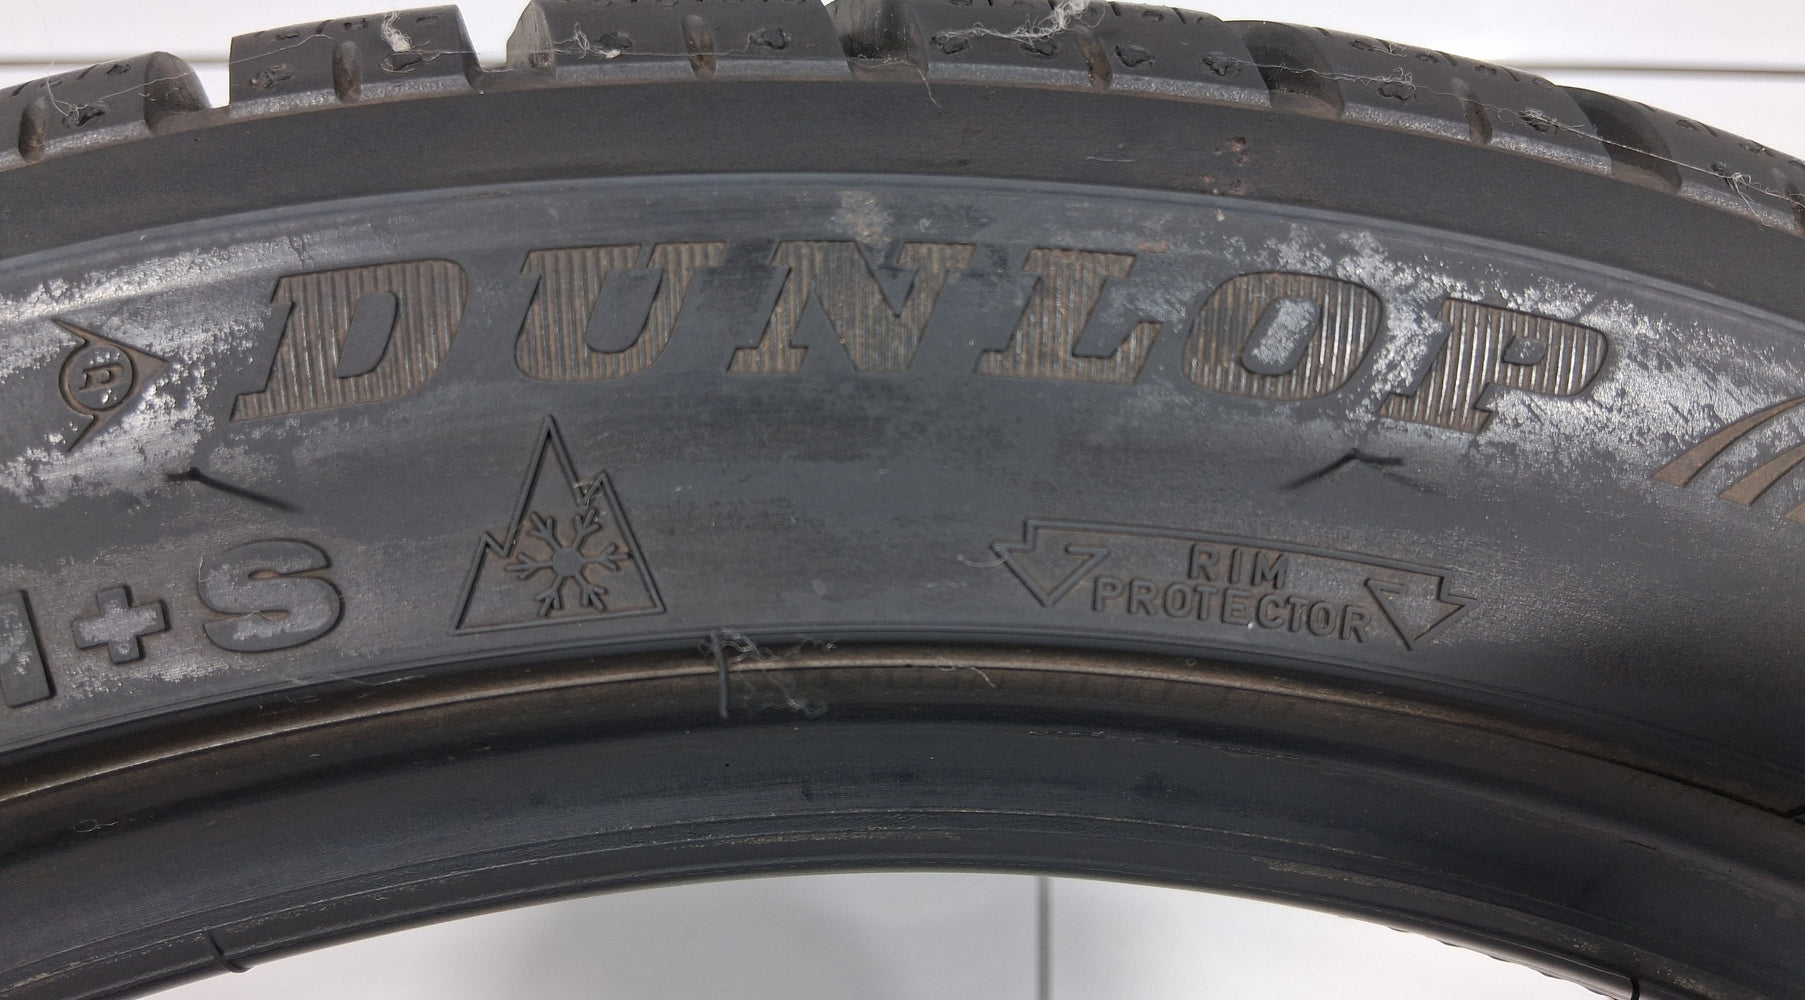 D DUNLOP
+S
RIM
PROTECTOR